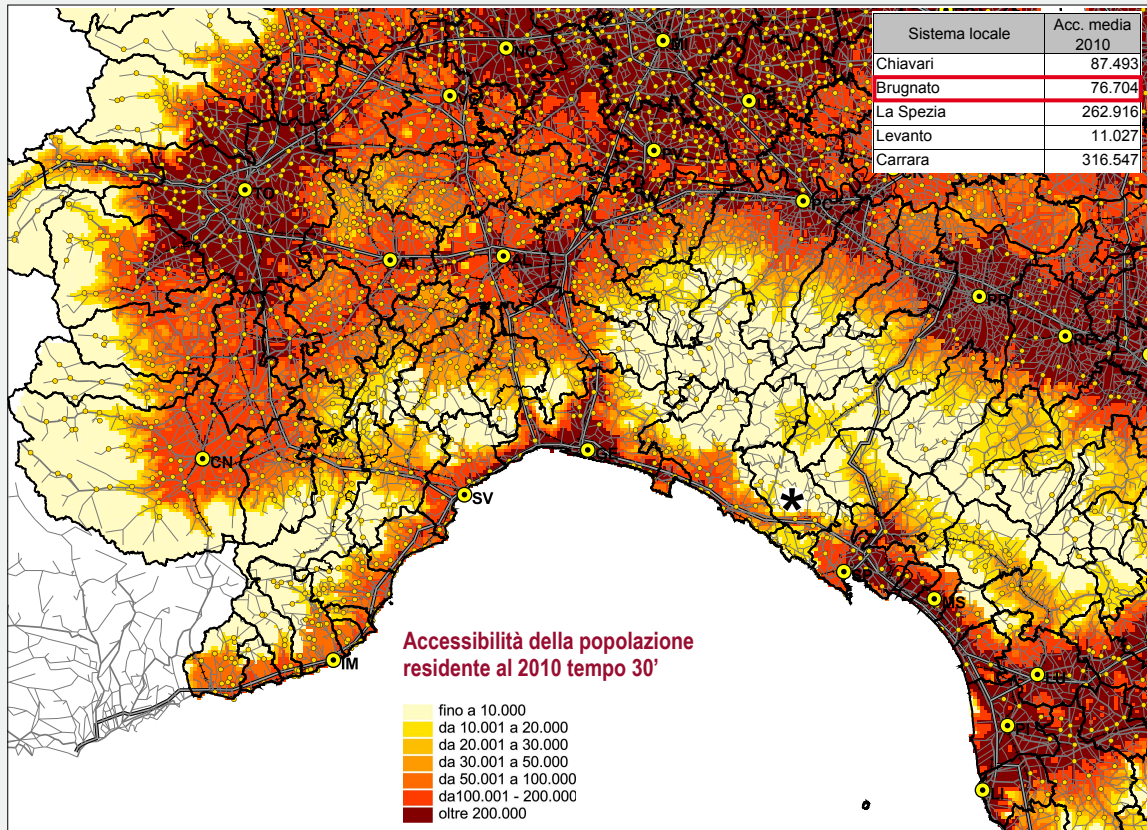 Sistema locale
Acc. media
2010
Chiavari 87.493
Brugnato 76.704
La Spezia 262.916
Levanto 11.027
Carrara 316.547
NO
MI
TO
AL
PR
RE
CN
GE
SV
*
SP
MS
IM
LU
PI
LI
Accessibilità della popolazione
residente al 2010 tempo 30’
fino a 10.000
da 10.001 a 20.000
da 20.001 a 30.000
da 30.001 a 50.000
da 50.001 a 100.000
da100.001 - 200.000
oltre 200.000